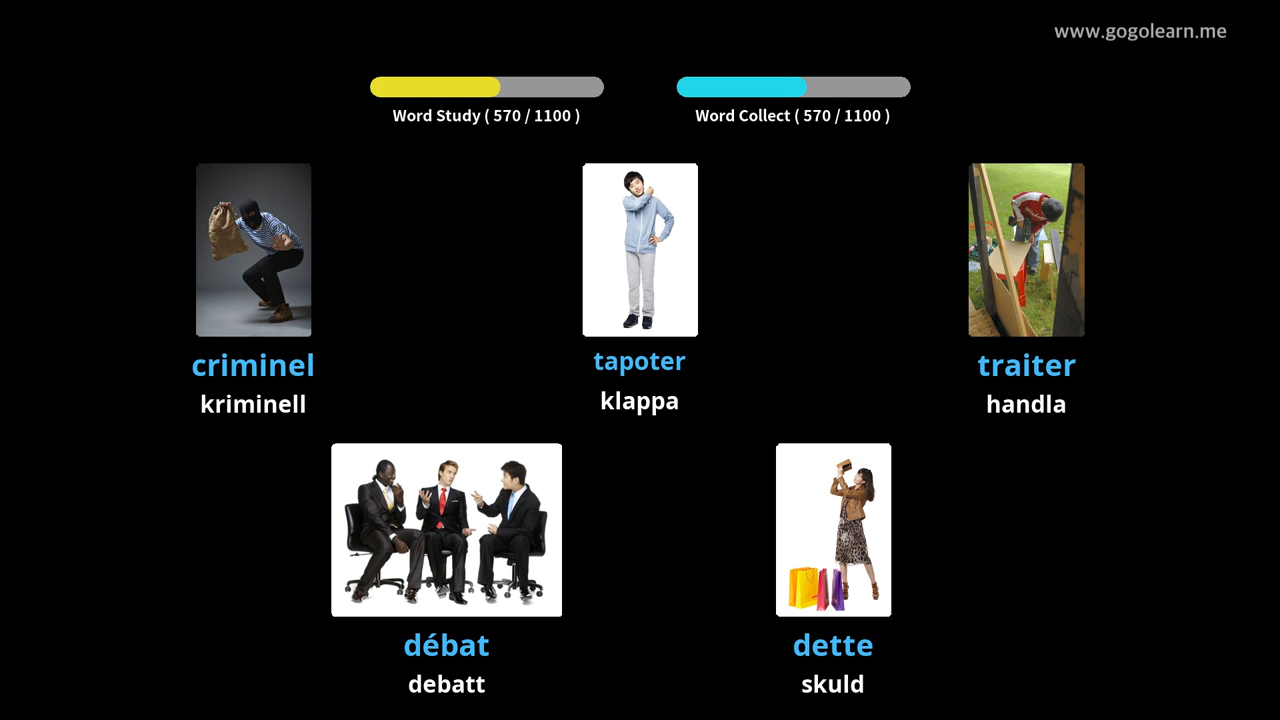 www.gogolearn.me
Word Study ( 570 / 1100 )
Word Collect ( 570 / 1100 )
criminel
kriminell
tapoter
klappa
traiter
handla
débat
debatt
dette
skuld